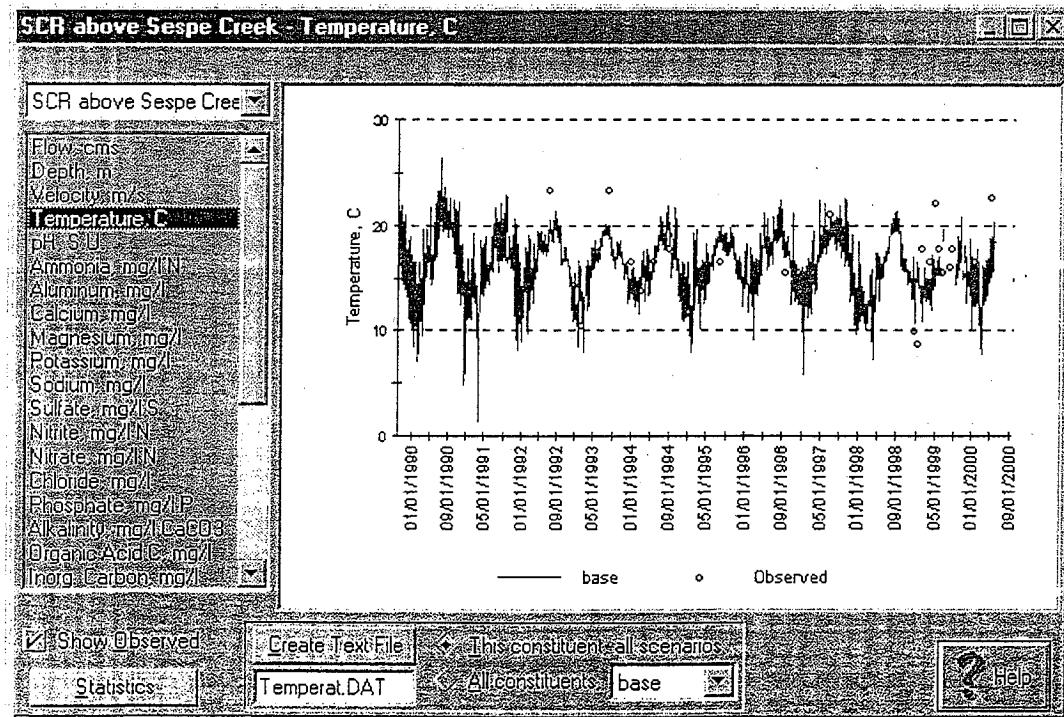 SCR above Sespe Creek - Temperature, C
SCR above Sespe Cree
Flow, cms
Depth, m
Velocity, m/s
Temperature, C
pH, S.U.
Ammonia, mg/l N
Aluminum, mg/l
Calcium, mg/l
Magnesium, mg/l
Potassium, mg/l
Sodium, mg/l
Sulfate, mg/l S
Nitrite, mg/l N
Nitrate, mg/l N
Chloride, mg/l
Phosphate, mg/l P
Alkalinity, mg/l CaCO3
Organic Acid C, mg/l
Inorg. Carbon, mg/l
30
20
10
0
Temperature, C
01/01/1990
09/01/1990
05/01/1991
01/01/1992
09/01/1992
05/01/1993
01/01/1994
09/01/1994
05/01/1995
01/01/1996
09/01/1996
05/01/1997
01/01/1998
09/01/1998
05/01/1999
01/01/2000
09/01/2000
base
Observed
Show Observed
Statistics
Create Text File
Temperat.DAT
This constituent-all scenarios
All constituents,
base
Help